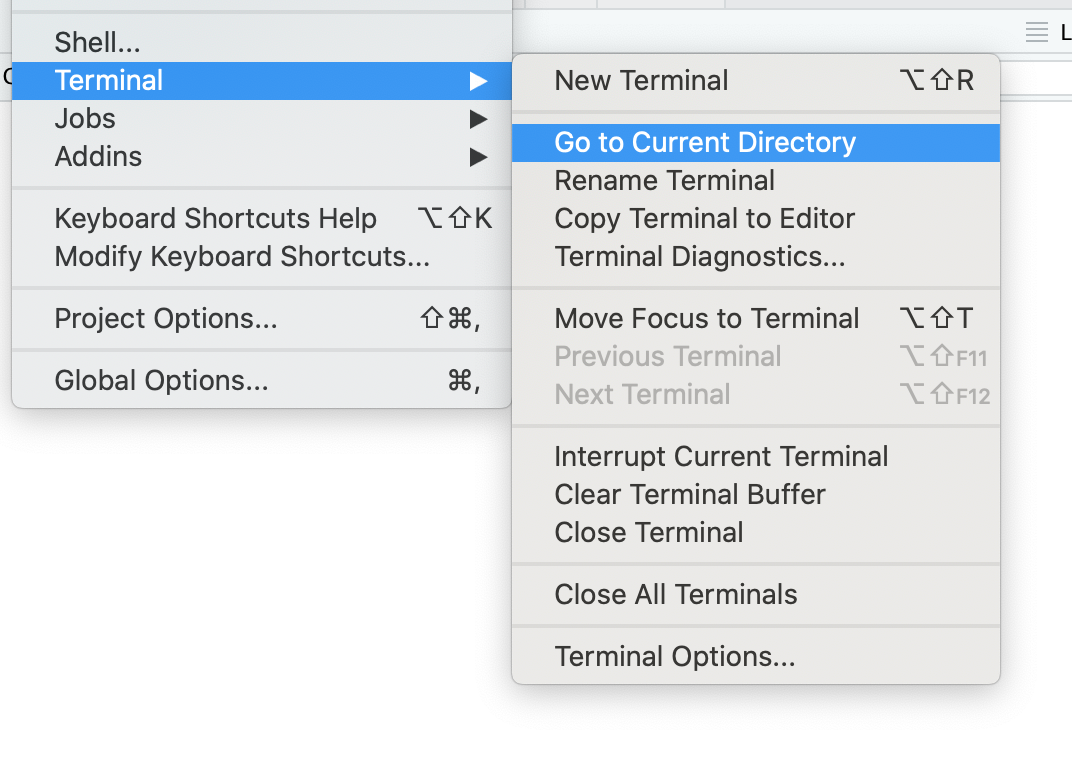 Shell...
Terminal ▶
Jobs ▶
Addins ▶
Keyboard Shortcuts Help ⌥⇧K
Modify Keyboard Shortcuts...
Project Options... ⇧⌘,
Global Options... ⌘,
New Terminal ⌥⇧R
Go to Current Directory
Rename Terminal
Copy Terminal to Editor
Terminal Diagnostics...
Move Focus to Terminal ⌥⇧T
Previous Terminal ⌥⇧F11
Next Terminal ⌥⇧F12
Interrupt Current Terminal
Clear Terminal Buffer
Close Terminal
Close All Terminals
Terminal Options...